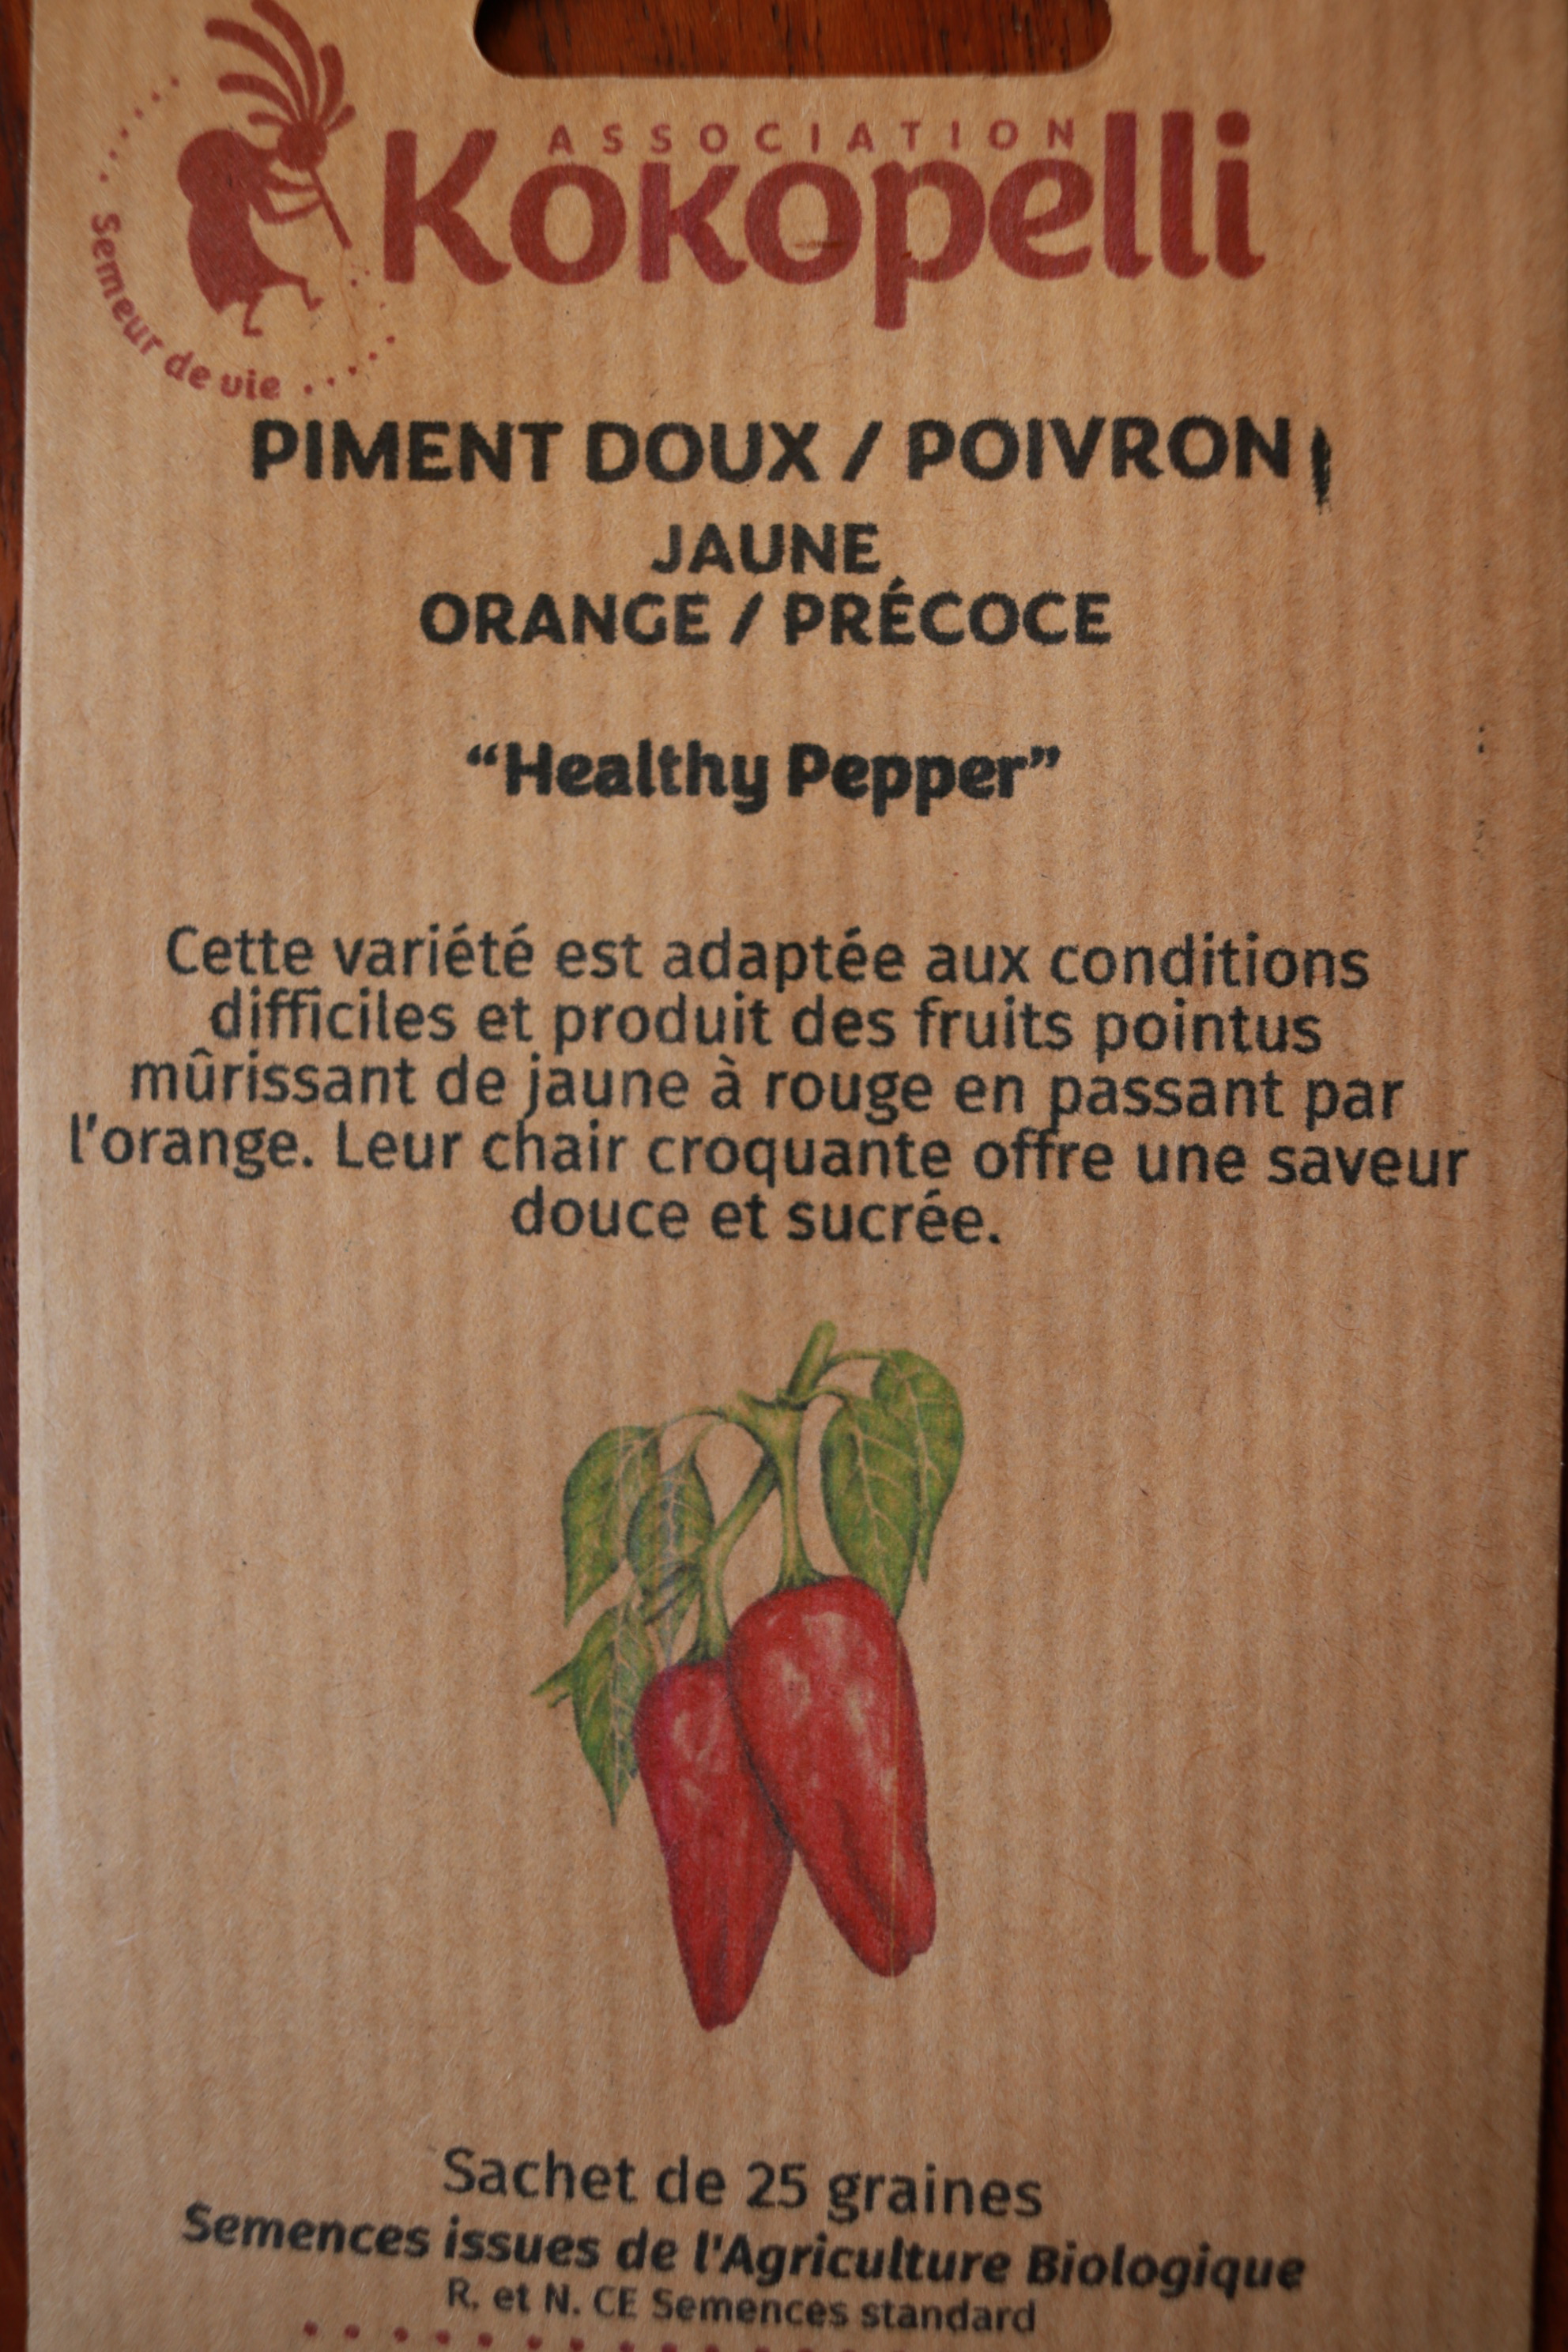 ASSOCIATION
Kokopelli
Semeur de vie
PIMENT DOUX / POIVRON
JAUNE
ORANGE / PRÉCOCE
“Healthy Pepper”
Cette variété est adaptée aux conditions
difficiles et produit des fruits pointus
mûrissant de jaune à rouge en passant par
l'orange. Leur chair croquante offre une saveur
douce et sucrée.
Sachet de 25 graines
Semences issues de l'Agriculture Biologique
R. et N. CE Semences standard